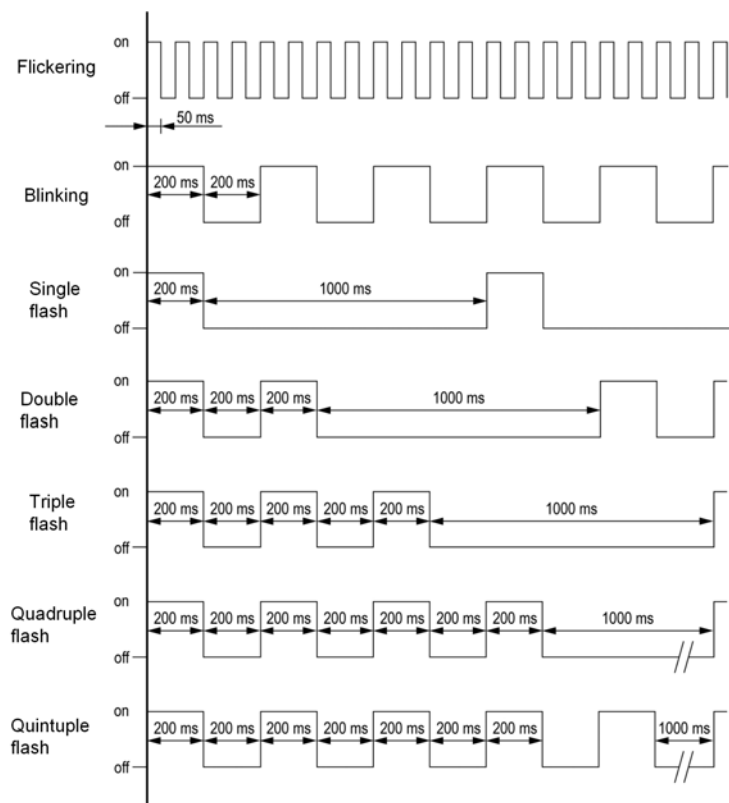 on
Flickering
off
50 ms
on
200 ms 200 ms
Blinking
off
on
Single
flash
200 ms 1000 ms
off
on
Double
flash
200 ms 200 ms 200 ms 1000 ms
off
on
Triple
flash
200 ms 200 ms 200 ms 200 ms 200 ms 1000 ms
off
on
Quadruple
flash
200 ms 200 ms 200 ms 200 ms 200 ms 200 ms 200 ms 1000 ms
off
on
Quintuple
flash
200 ms 200 ms 200 ms 200 ms 200 ms 200 ms 200 ms 1000 ms
off